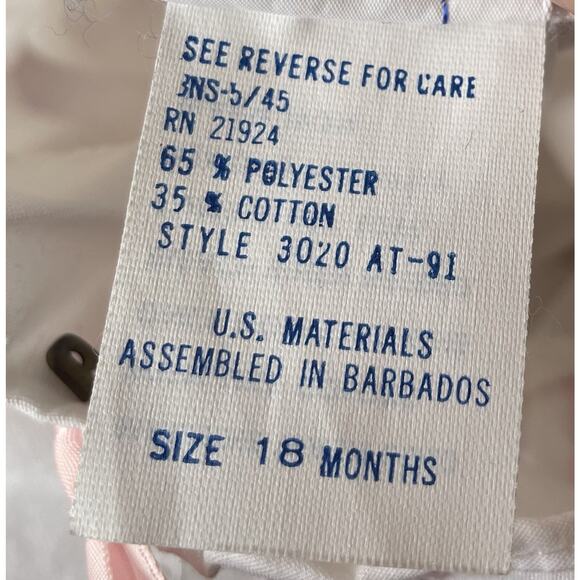 SEE REVERSE FOR CARE
3NS-5/45
RN 21924
65 % POLYESTER
35 % COTTON
STYLE 3020 AT-91
U.S. MATERIALS
ASSEMBLED IN BARBADOS
SIZE 18 MONTHS